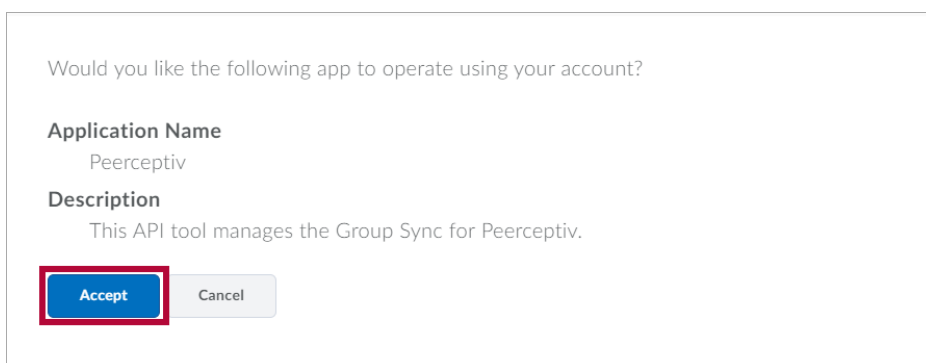 Would you like the following app to operate using your account?
Application Name
Peerceptiv
Description
This API tool manages the Group Sync for Peerceptiv.
Accept Cancel